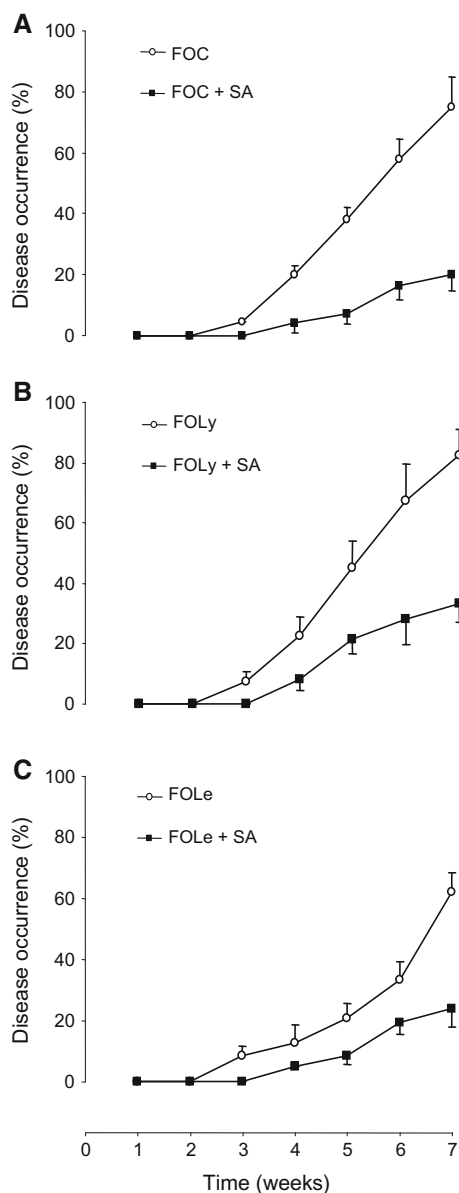 A
100
80
60
40
20
0
Disease occurrence (%)
FOC
FOC + SA
B
100
80
60
40
20
0
Disease occurrence (%)
FOLy
FOLy + SA
C
100
80
60
40
20
0
Disease occurrence (%)
FOLe
FOLe + SA
0 1 2 3 4 5 6 7
Time (weeks)